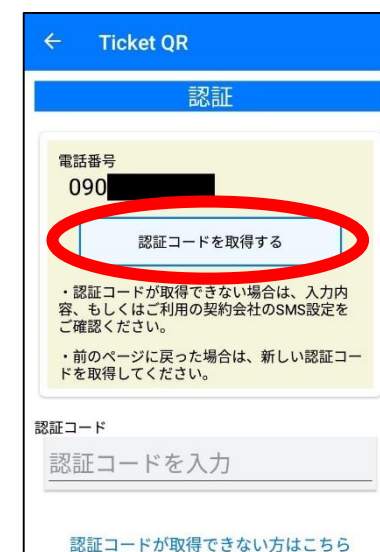 ← Ticket QR
認証
電話番号
090
認証コードを取得する
・認証コードが取得できない場合は、入力内
容、もしくはご利用の契約会社のSMS設定を
ご確認ください。
・前のページに戻った場合は、新しい認証コー
ドを取得してください。
認証コード
認証コードを入力
認証コードが取得できない方はこちら